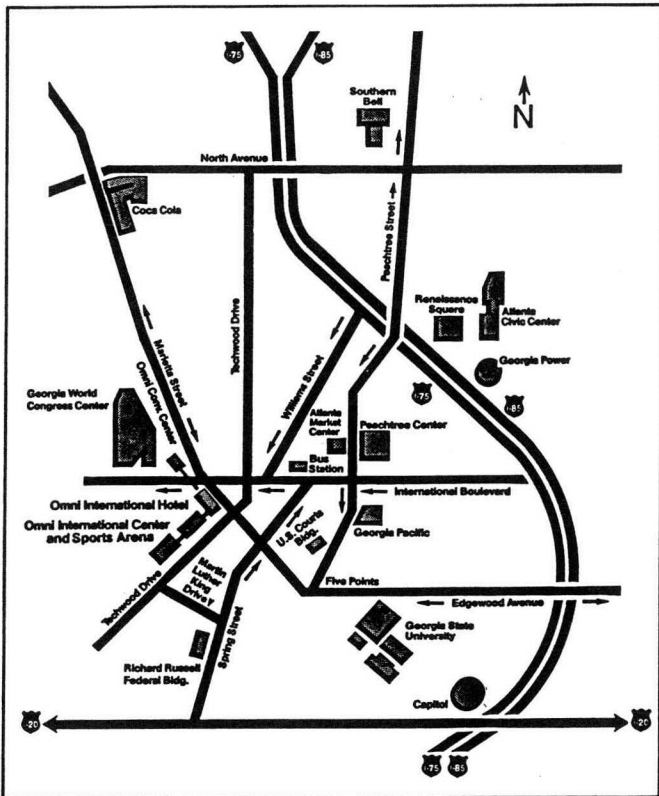 I-75
I-85
Southern
Bell
N
North Avenue
Coca Cola
Peachtree Street
Techwood Drive
Renaissance
Square
Atlanta
Civic Center
Georgia Power
Marietta Street
Omni Conv. Center
Georgia World
Congress Center
Williams Street
I-75
I-85
Atlanta
Market
Center
Peachtree Center
Bus
Station
International Boulevard
Omni International Hotel
Omni International Center
and Sports Arena
U.S. Courts
Bldg.
Georgia Pacific
Techwood Drive
Martin
Luther
King
Drive
Five Points
Edgewood Avenue
Spring Street
Georgia State
University
Richard Russell
Federal Bldg.
Capitol
I-20
I-20
I-75
I-85